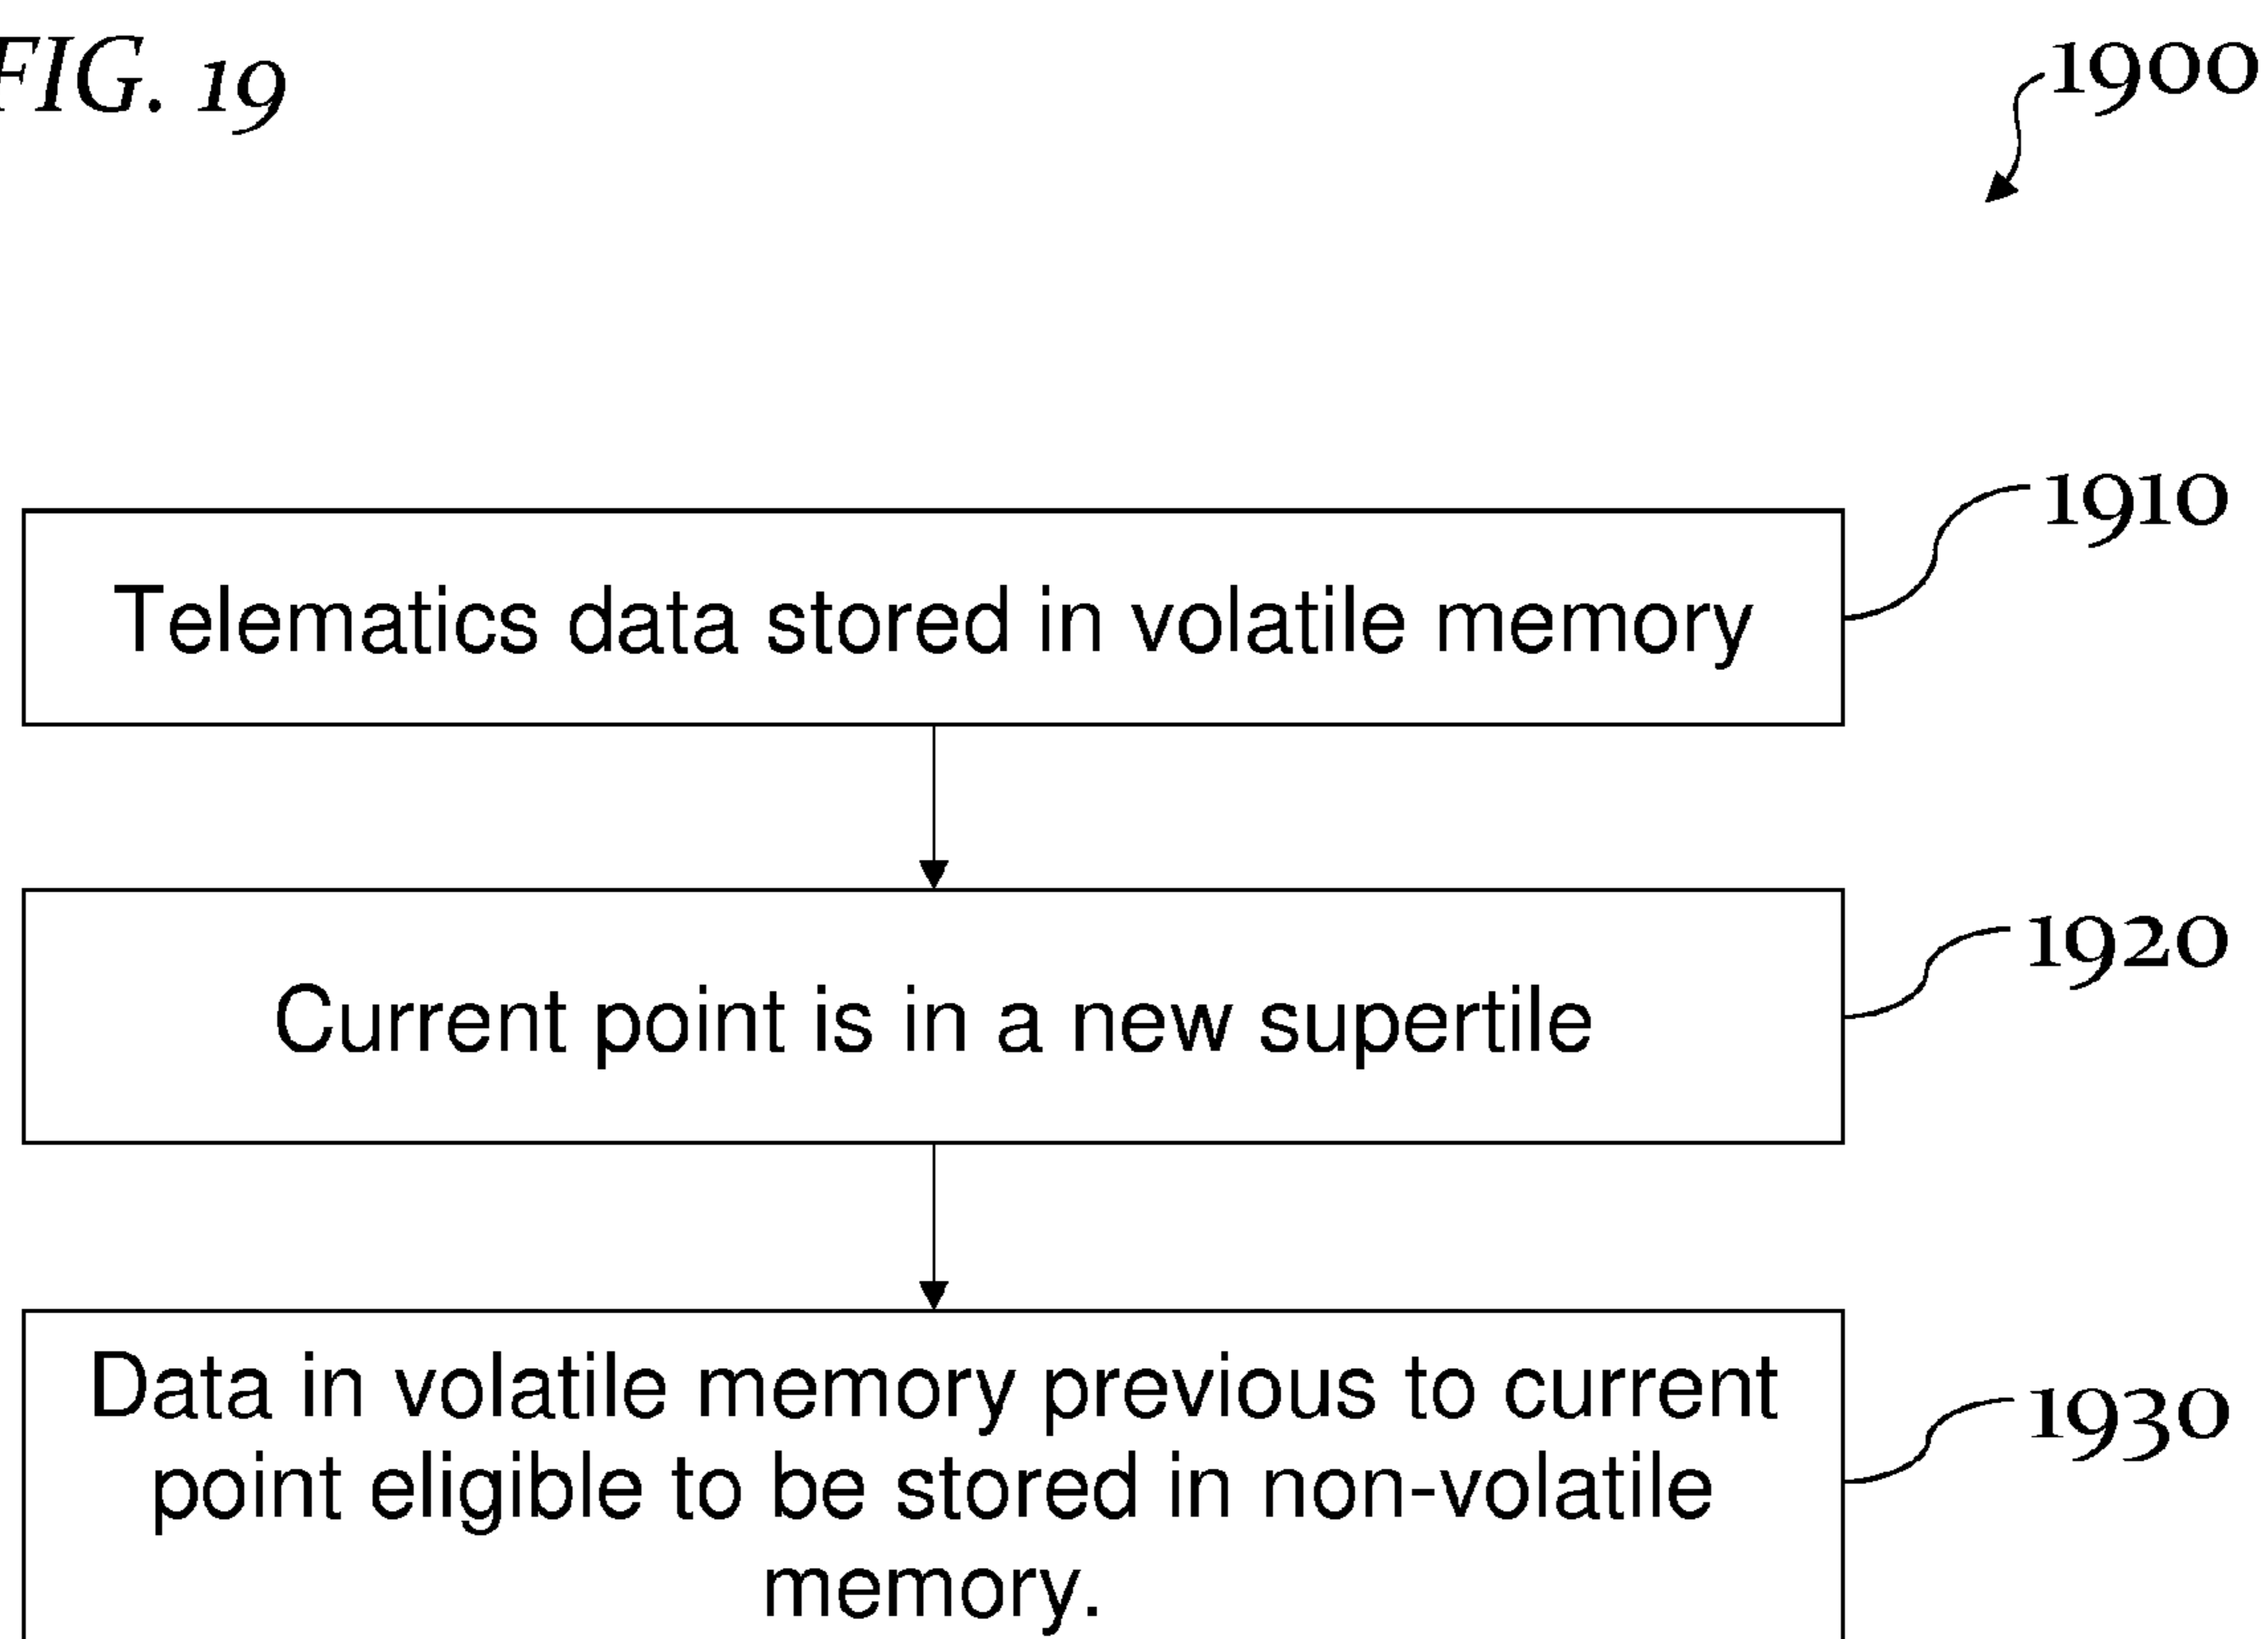 FIG. 19
1900
1910
Telematics data stored in volatile memory
1920
Current point is in a new supertile
1930
Data in volatile memory previous to current
point eligible to be stored in non-volatile
memory.